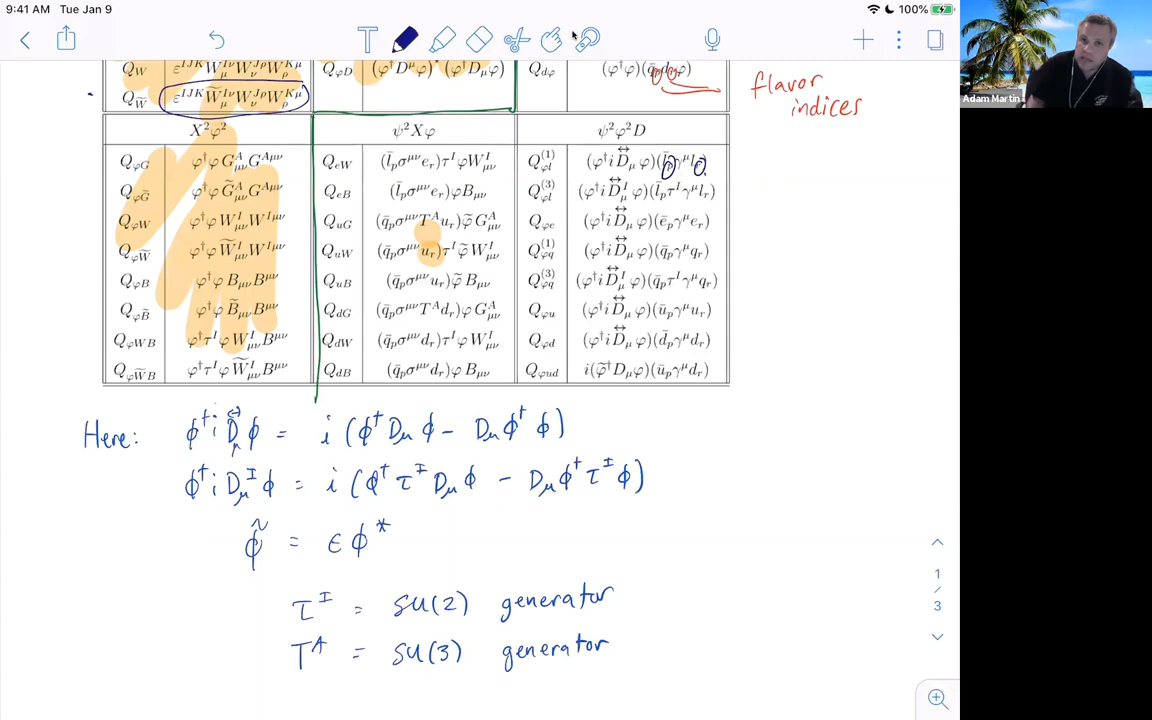 9:41 AM Tue Jan 9
100%
Adam Martin
Q_W ε^{IJK} W_μ^{Iν} W_ν^{Jρ} W_ρ^{Kμ} Q_{φD} (φ†D^μφ)* (φ†D_μφ) Q_{dφ} (φ†φ)(q̄_p d_r φ)
Q_{W̃} ε^{IJK} W̃_μ^{Iν} W_ν^{Jρ} W_ρ^{Kμ}
flavor
indices
X²φ² ψ²Xφ ψ²φ²D
Q_{φG} φ†φ G^A_{μν} G^{Aμν} Q_{eW} (l̄_p σ^{μν} e_r) τ^I φ W^I_{μν} Q^{(1)}_{φl} (φ†i D↔_μ φ)(l̄_p γ^μ l_r)
Q_{φG̃} φ†φ G̃^A_{μν} G^{Aμν} Q_{eB} (l̄_p σ^{μν} e_r) φ B_{μν} Q^{(3)}_{φl} (φ†i D↔^I_μ φ)(l̄_p τ^I γ^μ l_r)
Q_{φW} φ†φ W^I_{μν} W^{Iμν} Q_{uG} (q̄_p σ^{μν} T^A u_r) φ̃ G^A_{μν} Q_{φe} (φ†i D↔_μ φ)(ē_p γ^μ e_r)
Q_{φW̃} φ†φ W̃^I_{μν} W^{Iμν} Q_{uW} (q̄_p σ^{μν} u_r) τ^I φ̃ W^I_{μν} Q^{(1)}_{φq} (φ†i D↔_μ φ)(q̄_p γ^μ q_r)
Q_{φB} φ†φ B_{μν} B^{μν} Q_{uB} (q̄_p σ^{μν} u_r) φ̃ B_{μν} Q^{(3)}_{φq} (φ†i D↔^I_μ φ)(q̄_p τ^I γ^μ q_r)
Q_{φB̃} φ†φ B̃_{μν} B^{μν} Q_{dG} (q̄_p σ^{μν} T^A d_r) φ G^A_{μν} Q_{φu} (φ†i D↔_μ φ)(ū_p γ^μ u_r)
Q_{φWB} φ†τ^I φ W^I_{μν} B^{μν} Q_{dW} (q̄_p σ^{μν} d_r) τ^I φ W^I_{μν} Q_{φd} (φ†i D↔_μ φ)(d̄_p γ^μ d_r)
Q_{φW̃B} φ†τ^I φ W̃^I_{μν} B^{μν} Q_{dB} (q̄_p σ^{μν} d_r) φ B_{μν} Q_{φud} i(φ̃†D_μ φ)(ū_p γ^μ d_r)
Here: ϕ†i D↔_μ ϕ = i (ϕ† D_μ ϕ − D_μ ϕ† ϕ)
ϕ†i D_μ^I ϕ = i (ϕ† τ^I D_μ ϕ − D_μ ϕ† τ^I ϕ)
ϕ̃ = ϵ ϕ*
τ^I = SU(2) generator
T^A = SU(3) generator
1
/
3